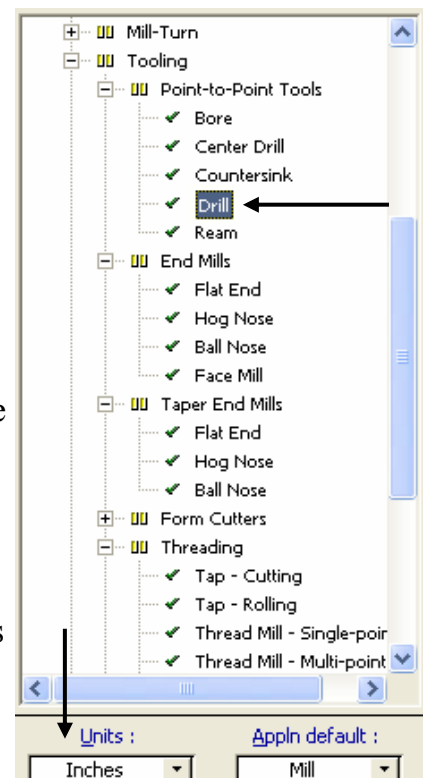 Mill-Turn
Tooling
Point-to-Point Tools
Bore
Center Drill
Countersink
Drill
Ream
End Mills
Flat End
Hog Nose
Ball Nose
Face Mill
e
Taper End Mills
Flat End
Hog Nose
Ball Nose
Form Cutters
Threading
Tap - Cutting
Tap - Rolling
s
Thread Mill - Single-poir
Thread Mill - Multi-point
Units : Appln default :
Inches Mill